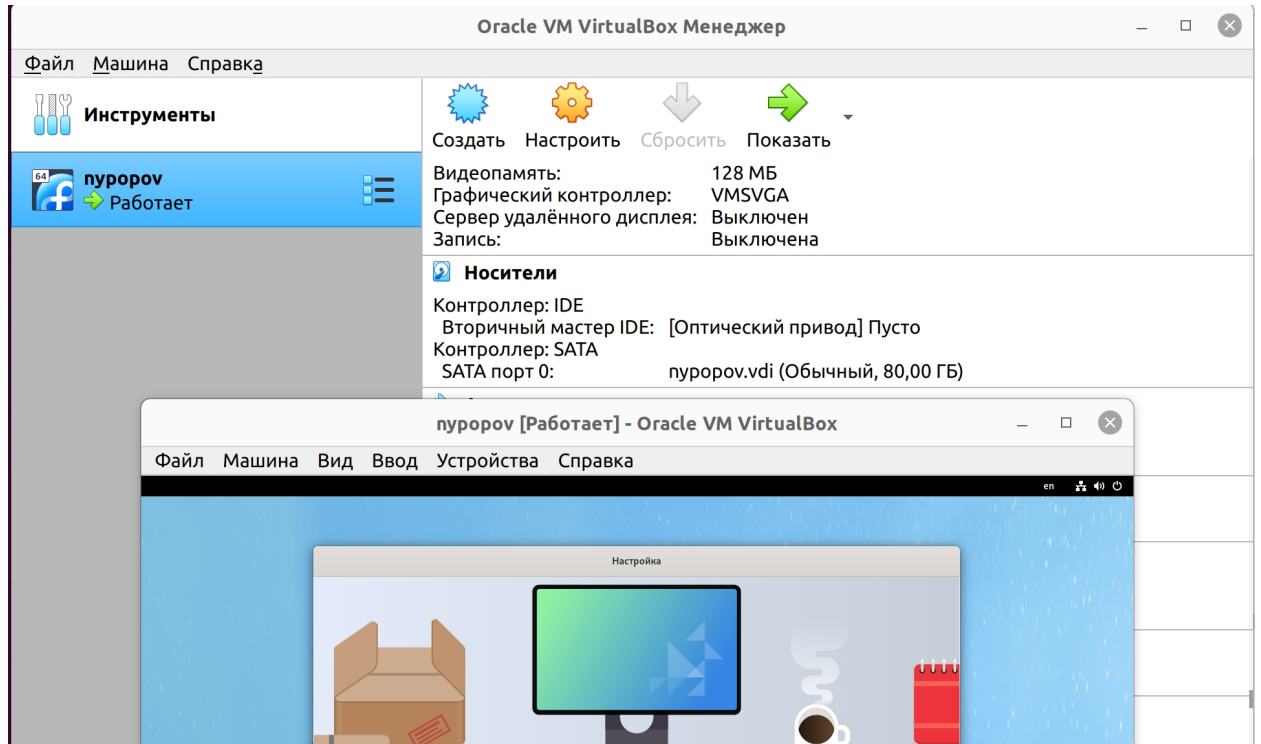 Oracle VM VirtualBox Менеджер
Файл Машина Справка
Инструменты
Создать Настроить Сбросить Показать
64
nypopov
Работает
Видеопамять: 128 МБ
Графический контроллер: VMSVGA
Сервер удалённого дисплея: Выключен
Запись: Выключена
Носители
Контроллер: IDE
Вторичный мастер IDE: [Оптический привод] Пусто
Контроллер: SATA
SATA порт 0: nypopov.vdi (Обычный, 80,00 ГБ)
nypopov [Работает] - Oracle VM VirtualBox
Файл Машина Вид Ввод Устройства Справка
en
Настройка